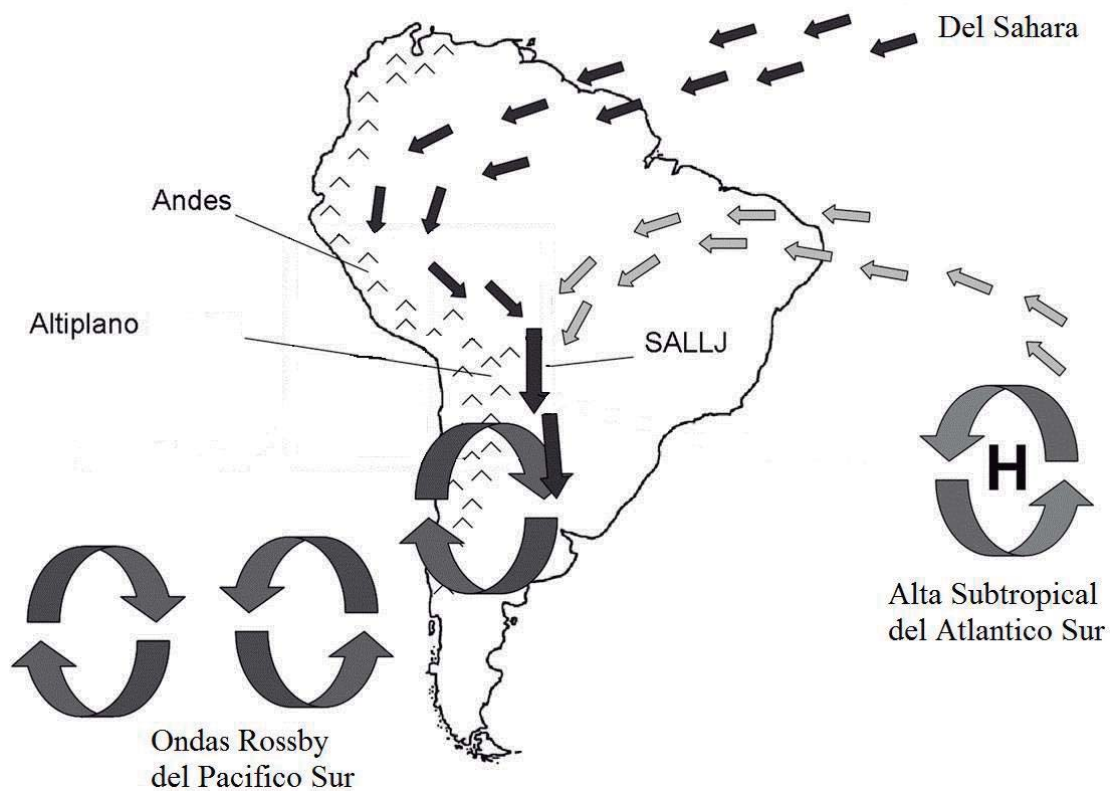 Del Sahara
Andes
Altiplano
SALLJ
H
Alta Subtropical
del Atlantico Sur
Ondas Rossby
del Pacifico Sur